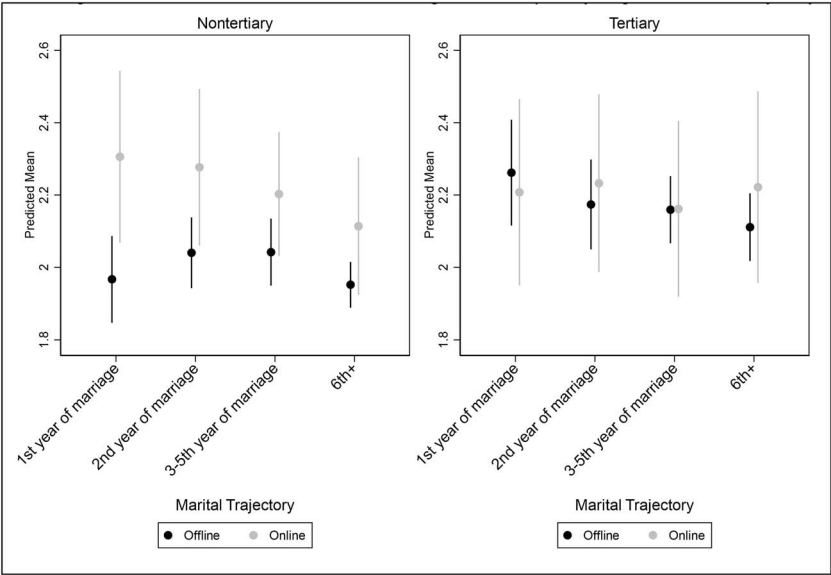 Nontertiary
Predicted Mean
2.6
2.4
2.2
2
1.8
1st year of marriage
2nd year of marriage
3-5th year of marriage
6th+
Marital Trajectory
Offline Online
Tertiary
Predicted Mean
2.6
2.4
2.2
2
1.8
1st year of marriage
2nd year of marriage
3-5th year of marriage
6th+
Marital Trajectory
Offline Online